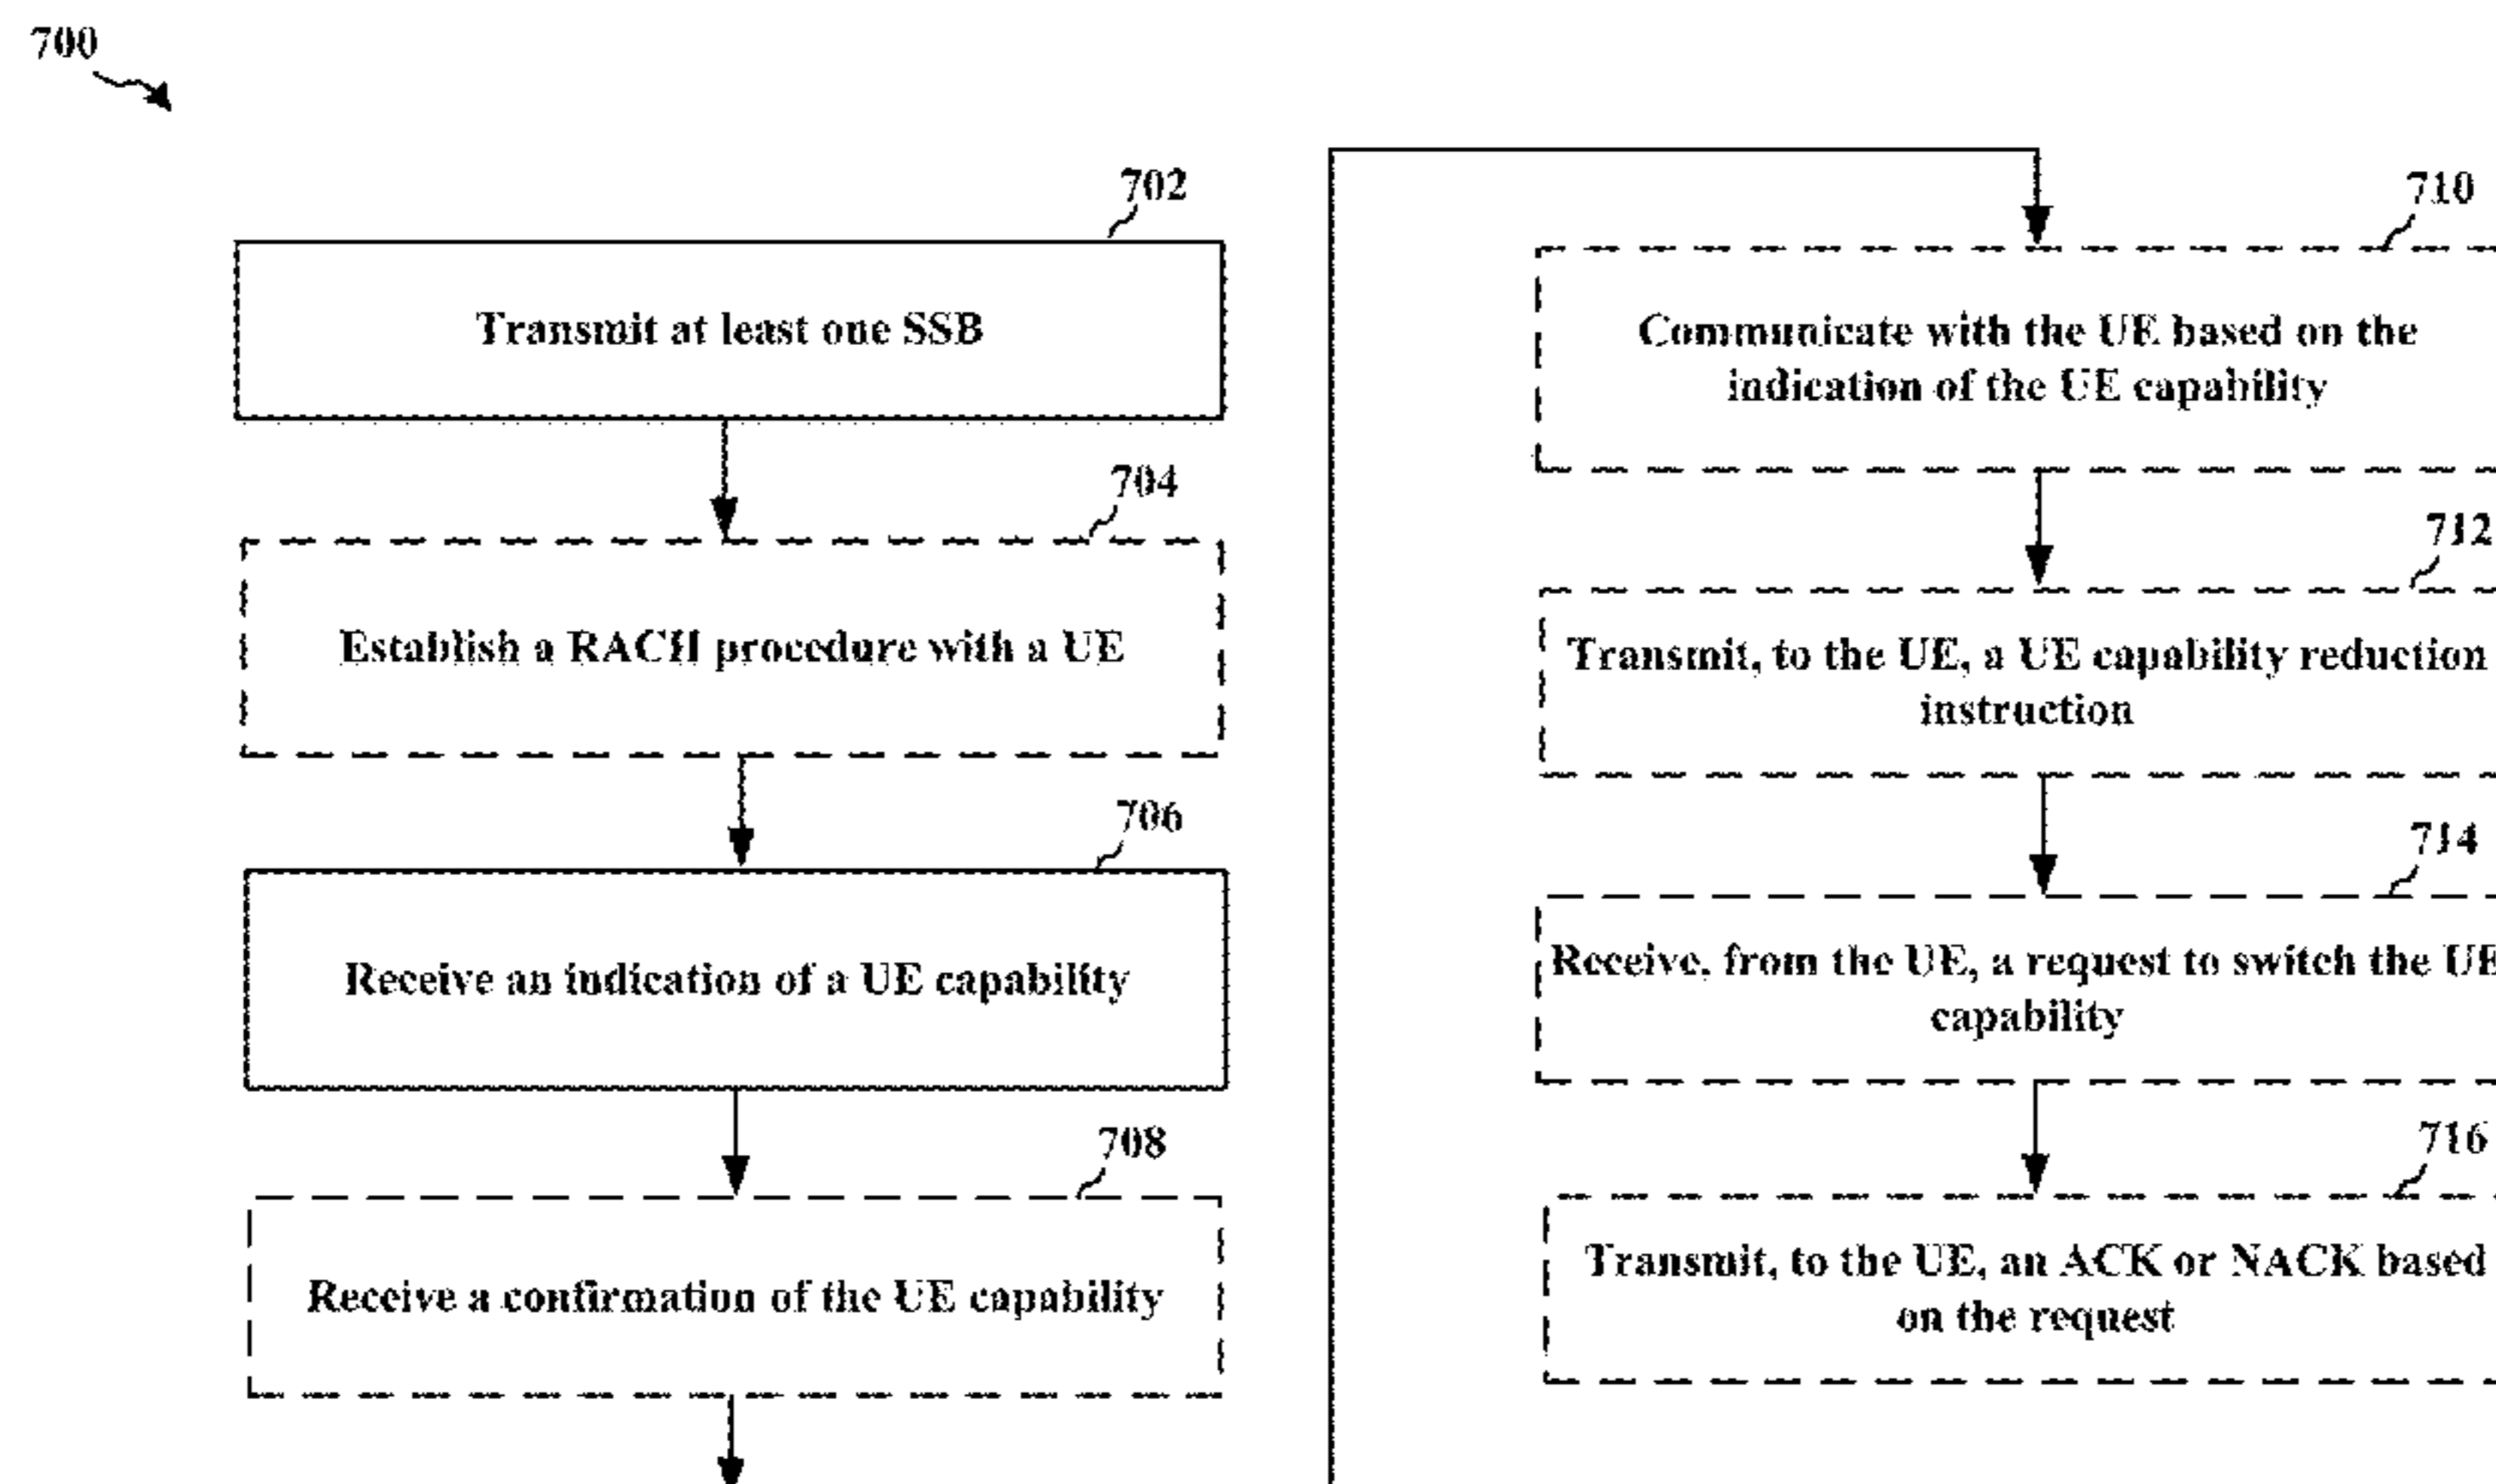 700
702
Transmit at least one SSB
704
Establish a RACH procedure with a UE
706
Receive an indication of a UE capability
708
Receive a confirmation of the UE capability
710
Communicate with the UE based on the
indication of the UE capability
712
Transmit, to the UE, a UE capability reduction
instruction
714
Receive, from the UE, a request to switch the UE
capability
716
Transmit, to the UE, an ACK or NACK based
on the request